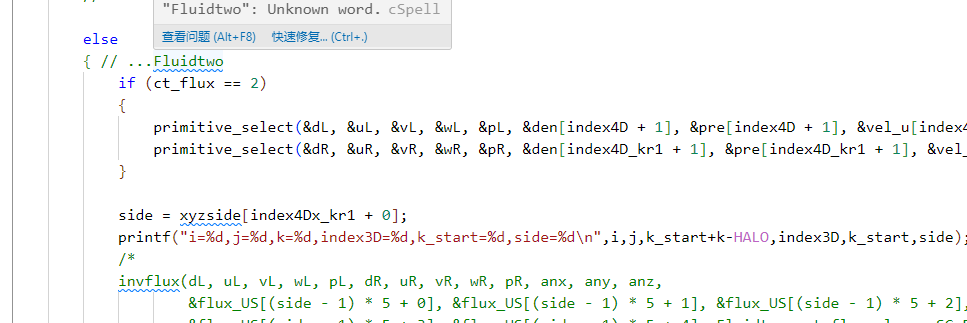 //
"Fluidtwo": Unknown word. cSpell
查看问题 (Alt+F8) 快速修复... (Ctrl+.)
else
{ // ...Fluidtwo
if (ct_flux == 2)
{
primitive_select(&dL, &uL, &vL, &wL, &pL, &den[index4D + 1], &pre[index4D + 1], &vel_u[index4
primitive_select(&dR, &uR, &vR, &wR, &pR, &den[index4D_kr1 + 1], &pre[index4D_kr1 + 1], &vel_
}
side = xyzside[index4Dx_kr1 + 0];
printf("i=%d,j=%d,k=%d,index3D=%d,k_start=%d,side=%d\n",i,j,k_start+k-HALO,index3D,k_start,side);
/*
invflux(dL, uL, vL, wL, pL, dR, uR, vR, wR, pR, anx, any, anz,
&flux_US[(side - 1) * 5 + 0], &flux_US[(side - 1) * 5 + 1], &flux_US[(side - 1) * 5 + 2],